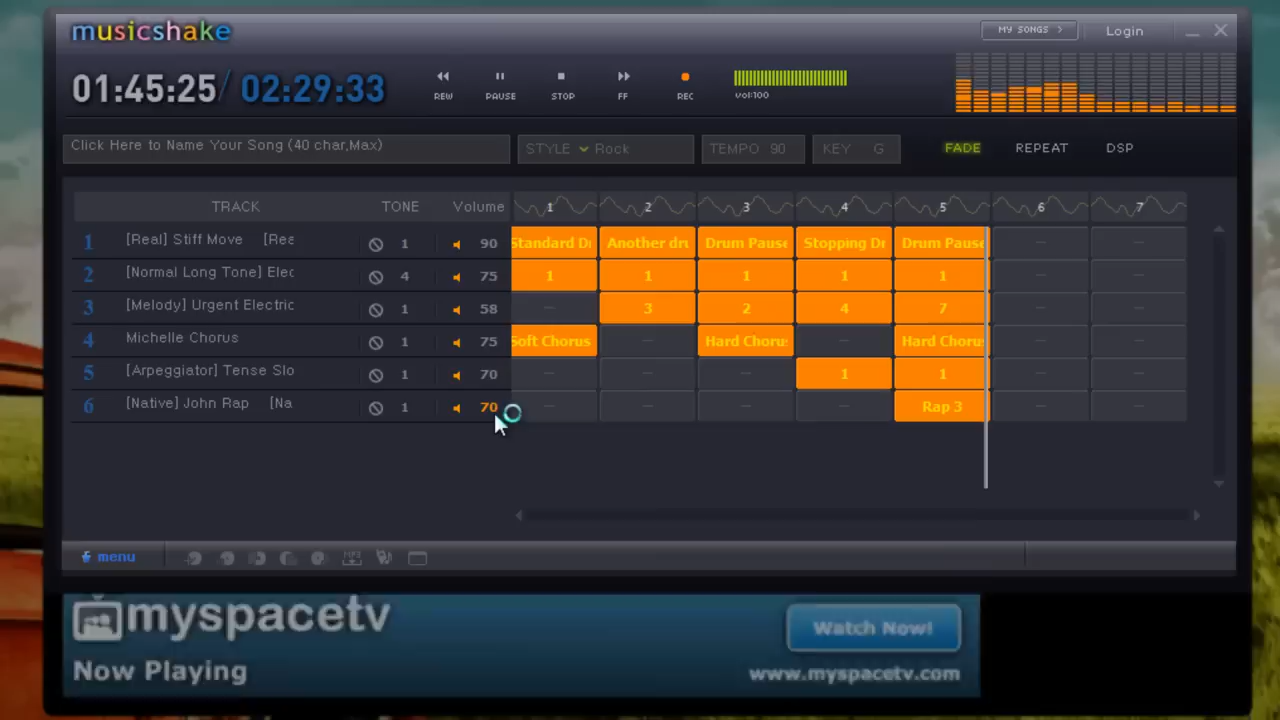 musicshake
MY SONGS > Login
01:45:25/ 02:29:33
REW PAUSE STOP FF REC
vol:100
Click Here to Name Your Song (40 char,Max)
STYLE Rock TEMPO 90 KEY G FADE REPEAT DSP
TRACK TONE Volume 1 2 3 4 5 6 7
1 [Real] Stiff Move [Rea 1 90 Standard D Another dru Drum Pause Stopping Dr Drum Pause
2 [Normal Long Tone] Elec 4 75 1 1 1 1 1
3 [Melody] Urgent Electric 1 58 3 2 4 7
4 Michelle Chorus 1 75 Soft Chorus Hard Chorus Hard Chorus
5 [Arpeggiator] Tense Slo 1 70 1 1
6 [Native] John Rap [Na 1 70 Rap 3
menu MP3
myspacetv
Watch Now!
Now Playing
www.myspacetv.com